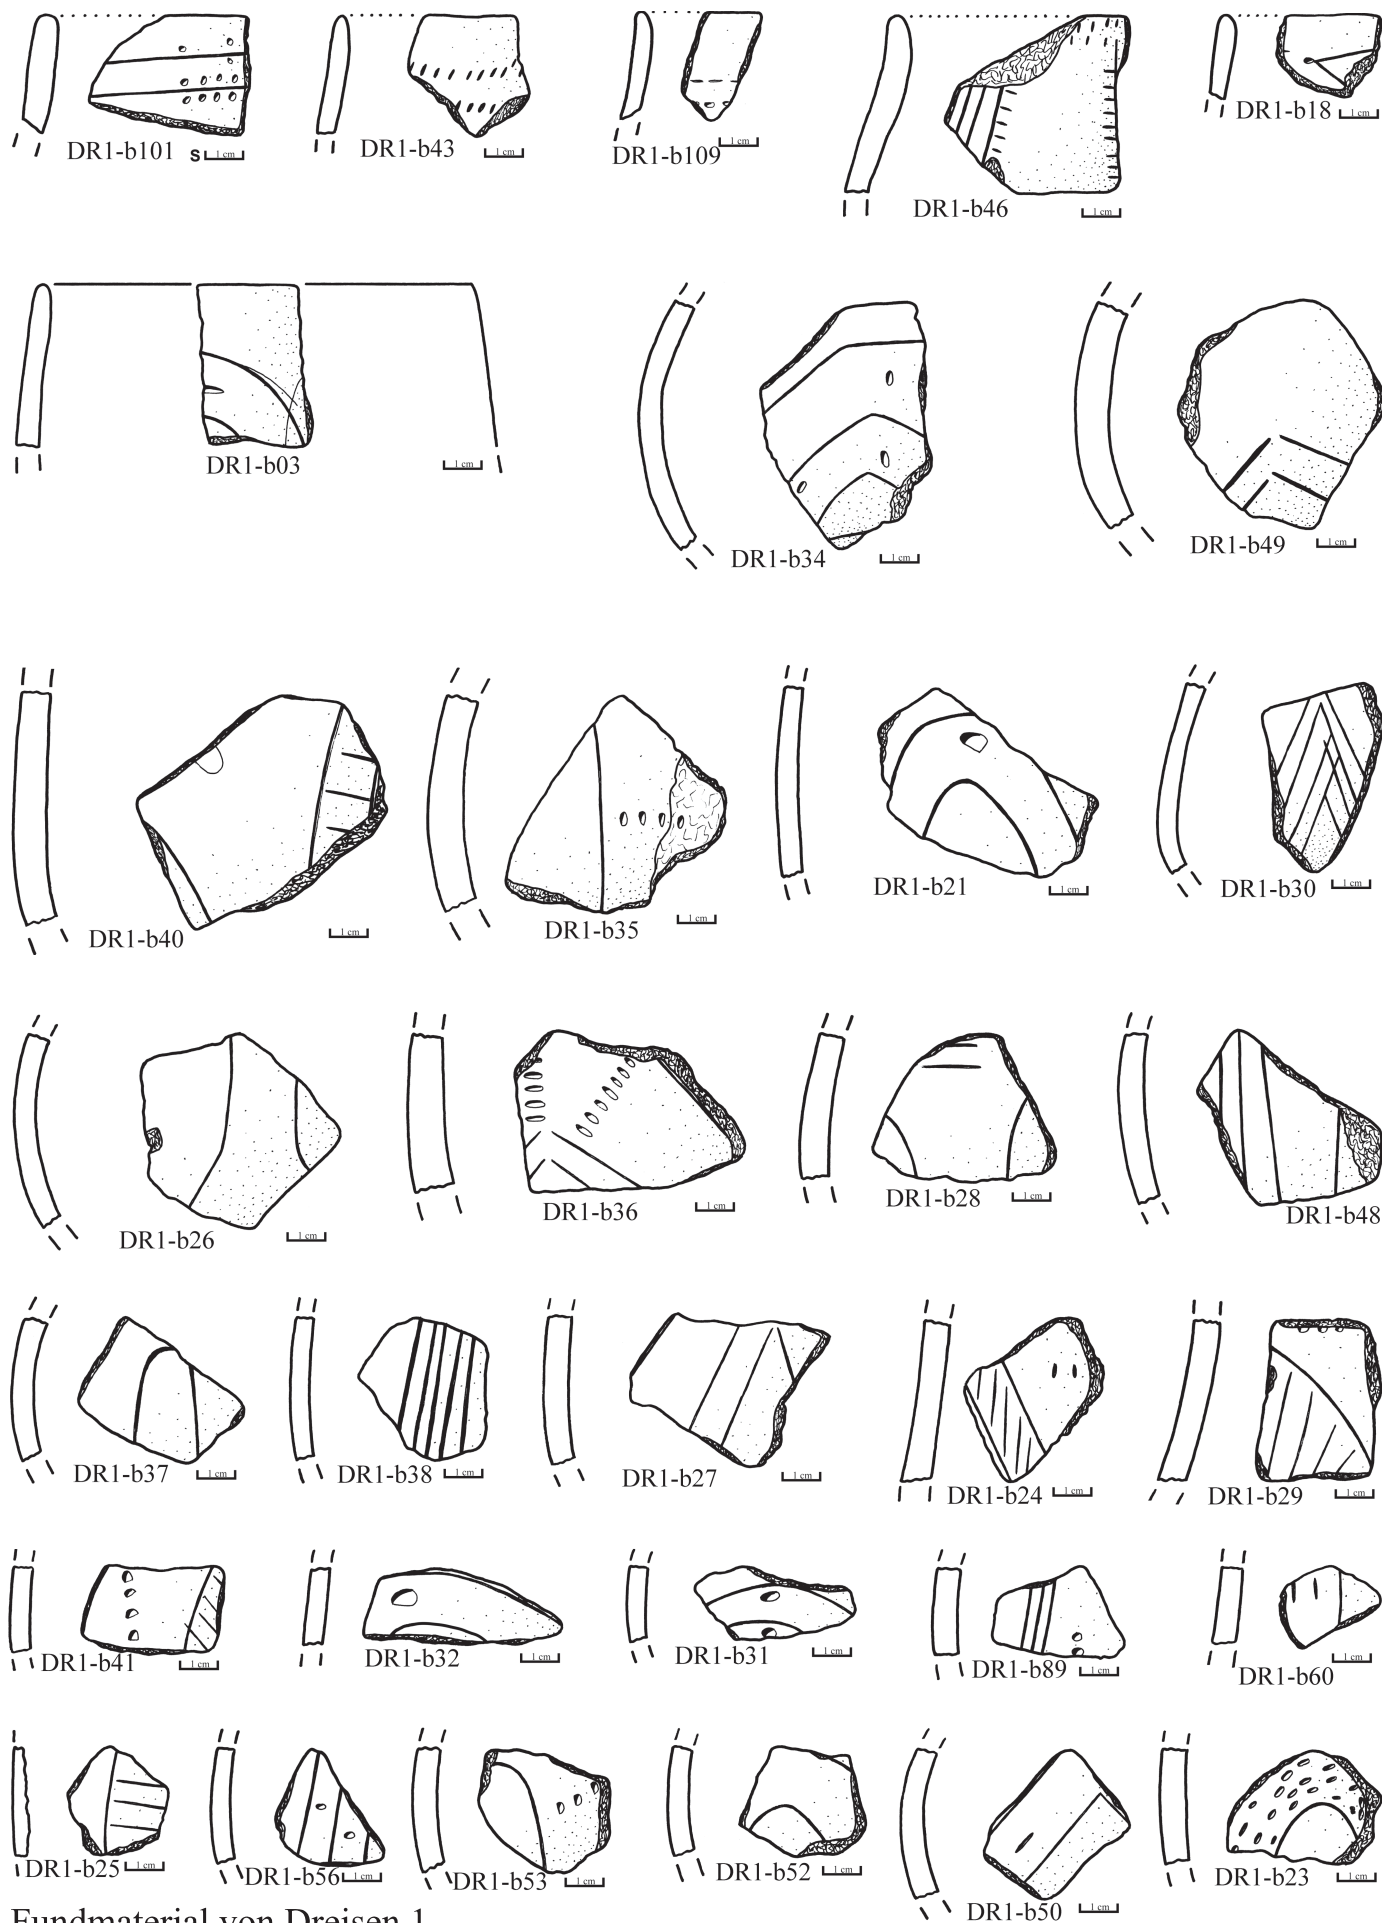 DR1-b101 S 1 cm
DR1-b43 1 cm
DR1-b109 1 cm
DR1-b46 1 cm
DR1-b18 1 cm
DR1-b03 1 cm
DR1-b34 1 cm
DR1-b49 1 cm
DR1-b40 1 cm
DR1-b35 1 cm
DR1-b21 1 cm
DR1-b30 1 cm
DR1-b26 1 cm
DR1-b36 1 cm
DR1-b28 1 cm
DR1-b48
DR1-b37 1 cm
DR1-b38 1 cm
DR1-b27 1 cm
DR1-b24 1 cm
DR1-b29 1 cm
DR1-b41 1 cm
DR1-b32 1 cm
DR1-b31 1 cm
DR1-b89 1 cm
DR1-b60 1 cm
DR1-b25 1 cm
DR1-b56 1 cm
DR1-b53 1 cm
DR1-b52 1 cm
DR1-b50 1 cm
DR1-b23 1 cm
Fundmaterial von Dreisen 1